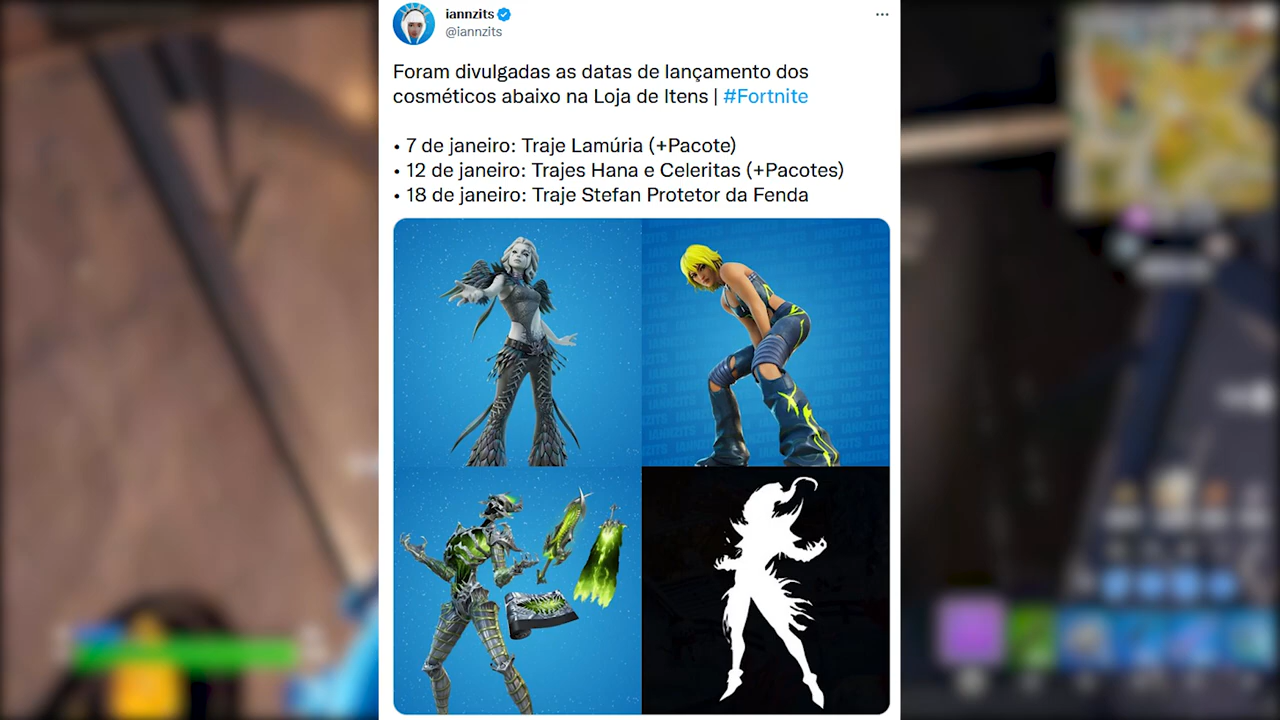 iannzits
@iannzits
Foram divulgadas as datas de lançamento dos
cosméticos abaixo na Loja de Itens | #Fortnite
• 7 de janeiro: Traje Lamúria (+Pacote)
• 12 de janeiro: Trajes Hana e Celeritas (+Pacotes)
• 18 de janeiro: Traje Stefan Protetor da Fenda